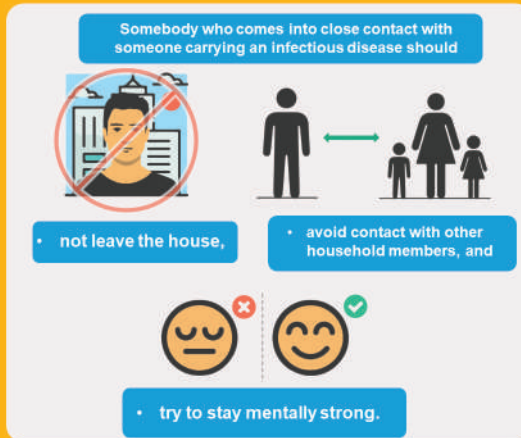 Somebody who comes into close contact with
someone carrying an infectious disease should
• not leave the house,
• avoid contact with other
household members, and
• try to stay mentally strong.